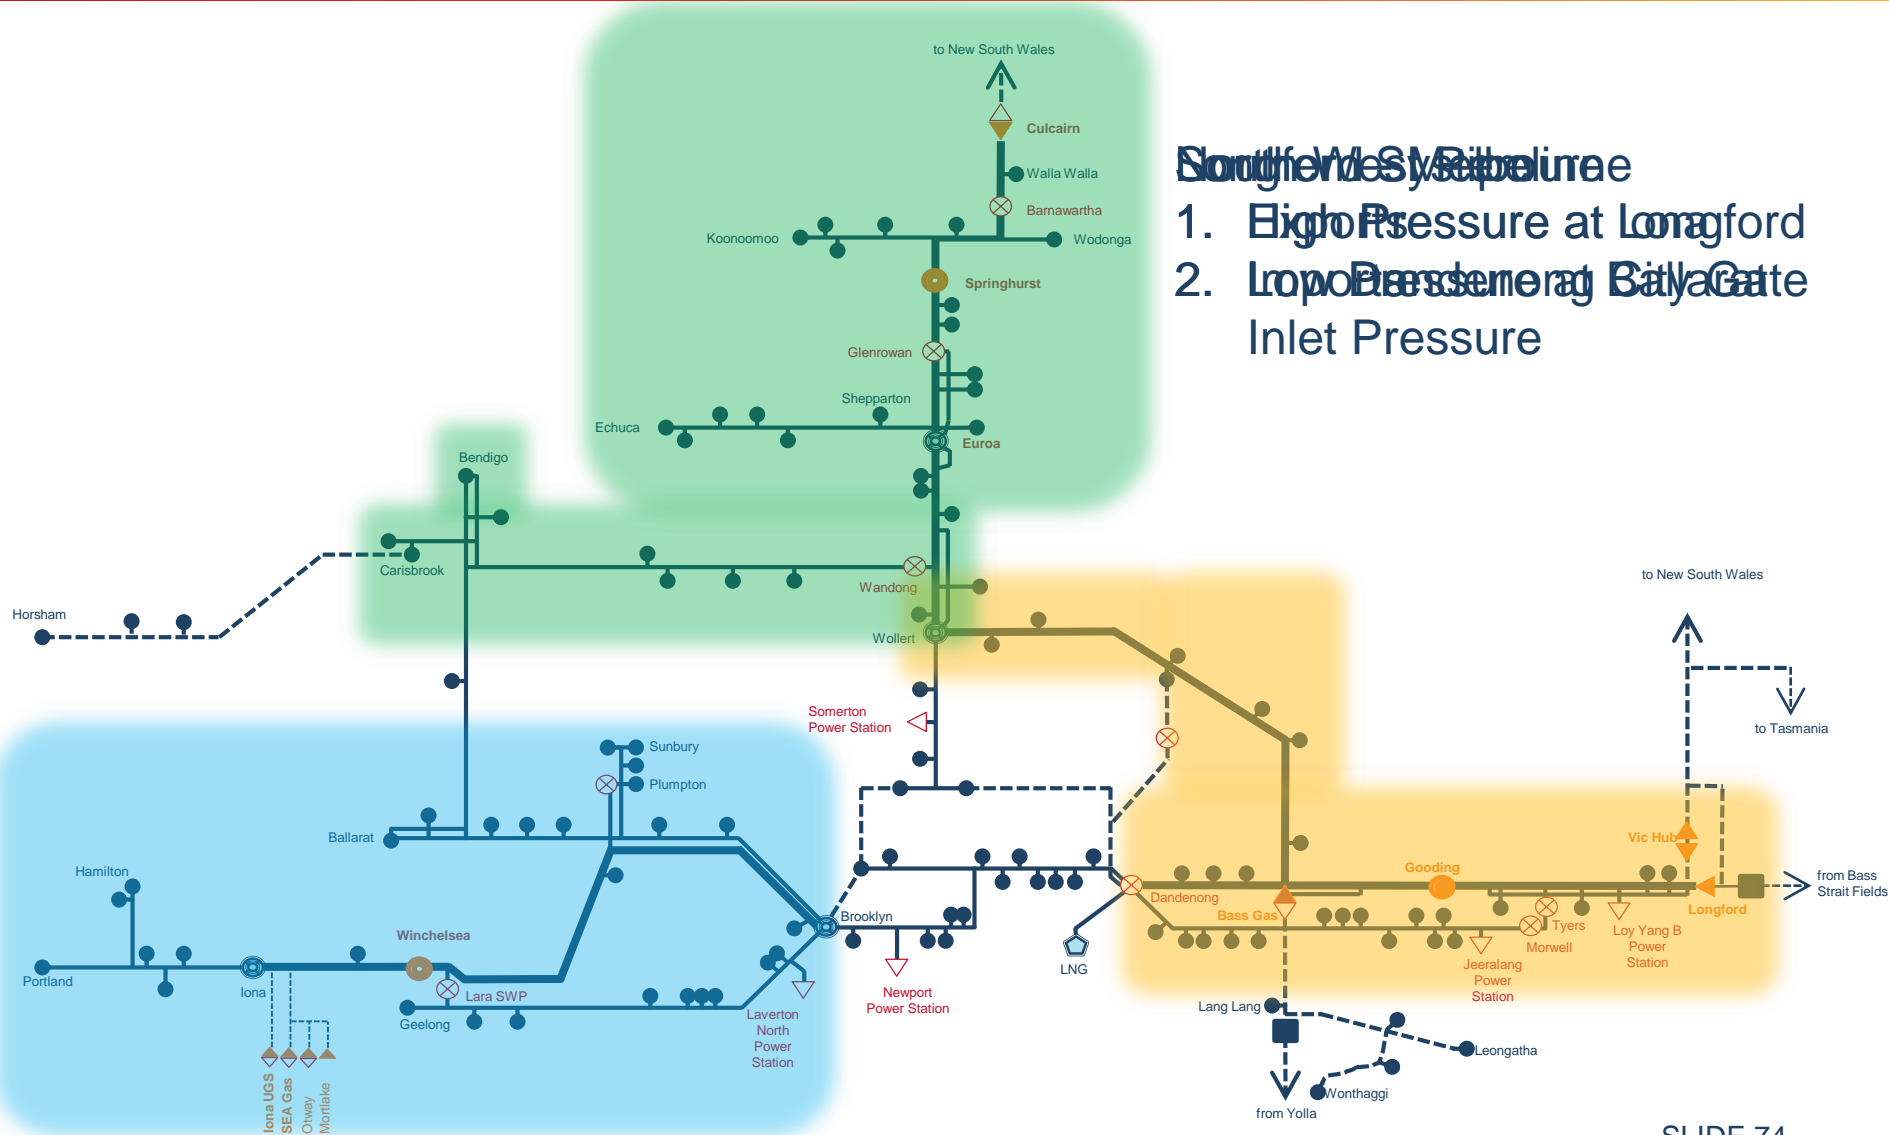 to New South Wales
Culcairn
Walla Walla
Barnawartha
Koonoomoo
Wodonga
Springhurst
Glenrowan
Shepparton
Echuca
Euroa
Bendigo
Carisbrook
Wandong
Horsham
Wollert
1.
2.
Inlet Pressure
to New South Wales
to Tasmania
Somerton
Power Station
Sunbury
Plumpton
Ballarat
Hamilton
Vic Hub
Gooding
from Bass
Strait Fields
Dandenong
Bass Gas
Longford
Brooklyn
Winchelsea
Tyers
Morwell
Loy Yang B
Power
Station
Jeeralang
Power
Station
LNG
Portland
Iona
Lara SWP
Geelong
Newport
Power Station
Laverton
North
Power
Station
Lang Lang
Leongatha
Wonthaggi
from Yolla
Iona UGS
SEA Gas
Otway
Mortlake
SLIDE 74